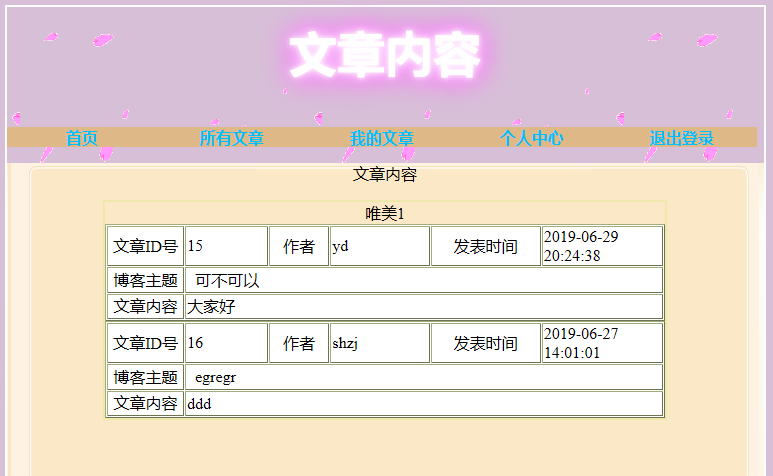 文章内容
首页 所有文章 我的文章 个人中心 退出登录
文章内容
唯美1
文章ID号 15 作者 yd 发表时间 2019-06-29
20:24:38
博客主题 可不可以
文章内容 大家好
文章ID号 16 作者 shzj 发表时间 2019-06-27
14:01:01
博客主题 egregr
文章内容 ddd